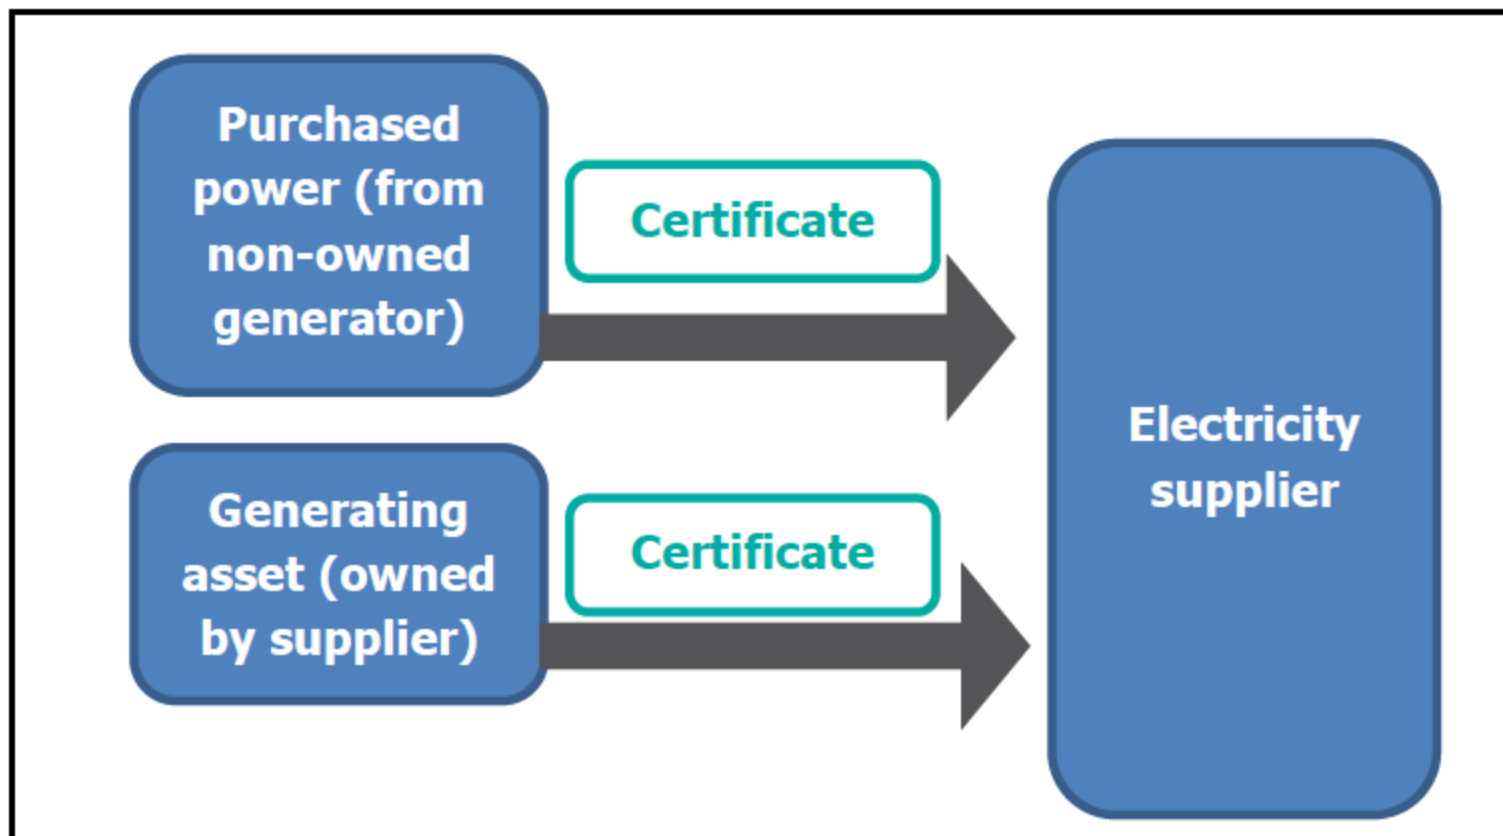 Purchased
power (from
non-owned
generator)
Certificate
Generating
asset (owned
by supplier)
Certificate
Electricity
supplier